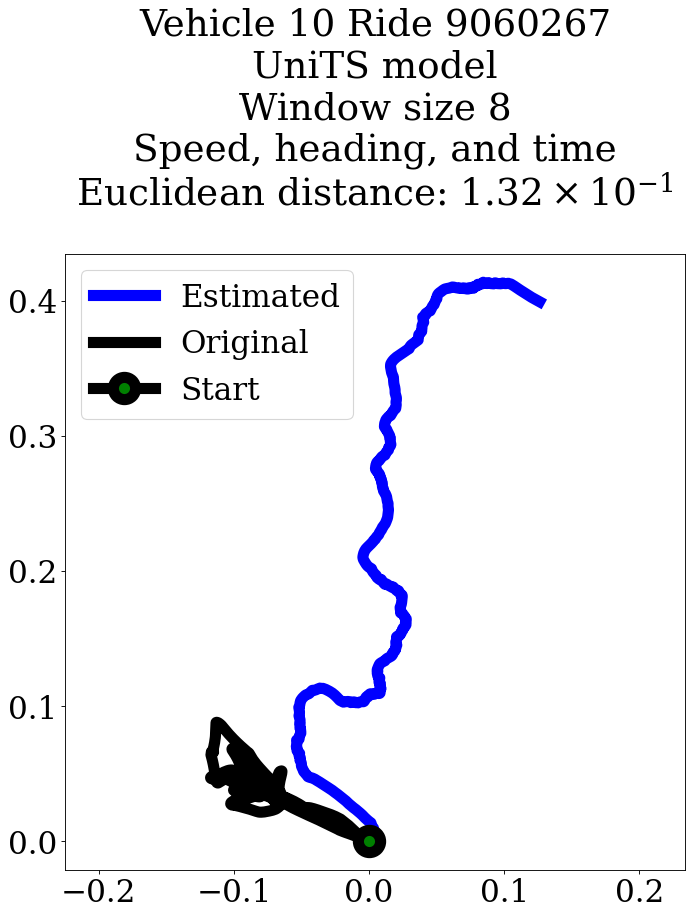 Vehicle 10 Ride 9060267
UniTS model
Window size 8
Speed, heading, and time
Euclidean distance: 1.32 × 10⁻¹
Estimated
Original
Start
0.4
0.3
0.2
0.1
0.0
−0.2 −0.1 0.0 0.1 0.2